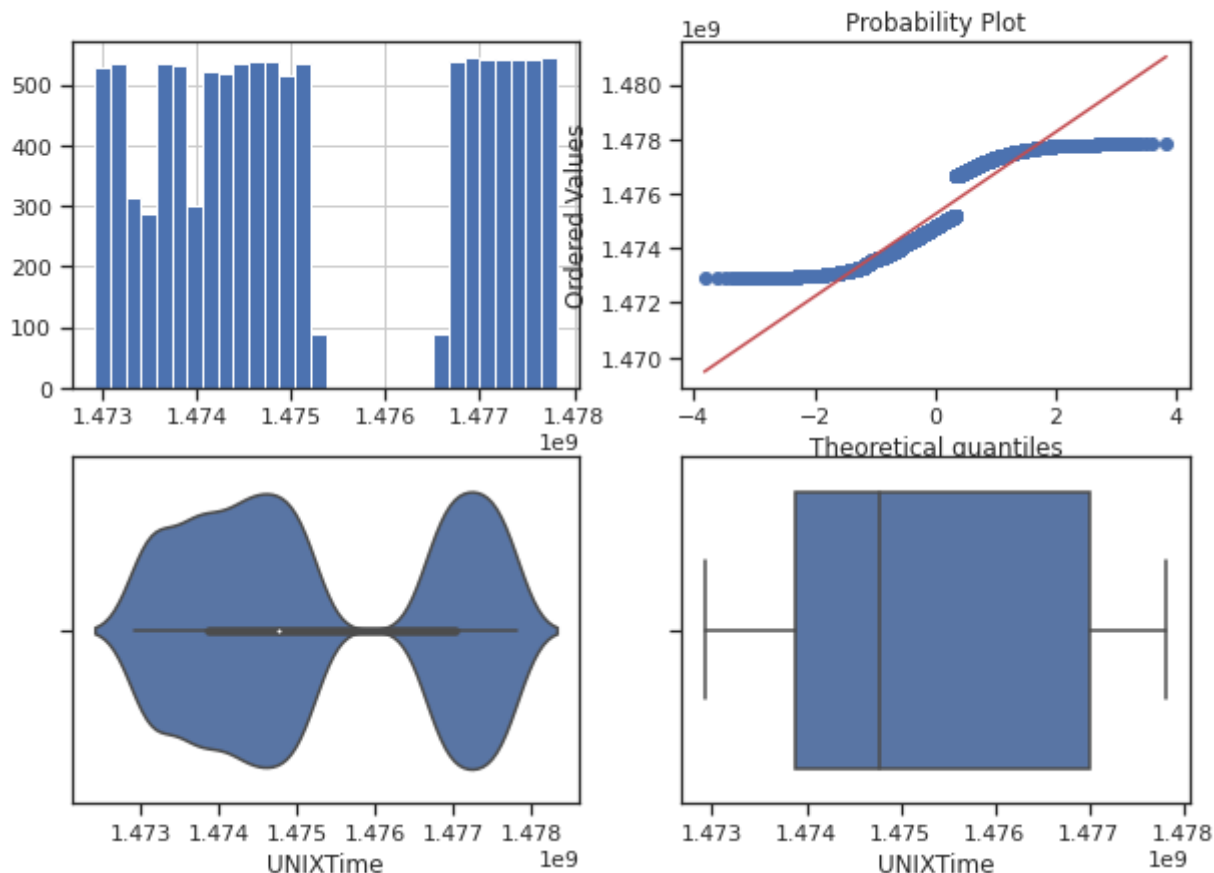 500
400
300
200
100
0
1.473 1.474 1.475 1.476 1.477 1.478
1e9
Probability Plot
1e9
Ordered Values
1.480
1.478
1.476
1.474
1.472
1.470
−4 −2 0 2 4
Theoretical quantiles
1.473 1.474 1.475 1.476 1.477 1.478
UNIXTime
1e9
1.473 1.474 1.475 1.476 1.477 1.478
UNIXTime
1e9